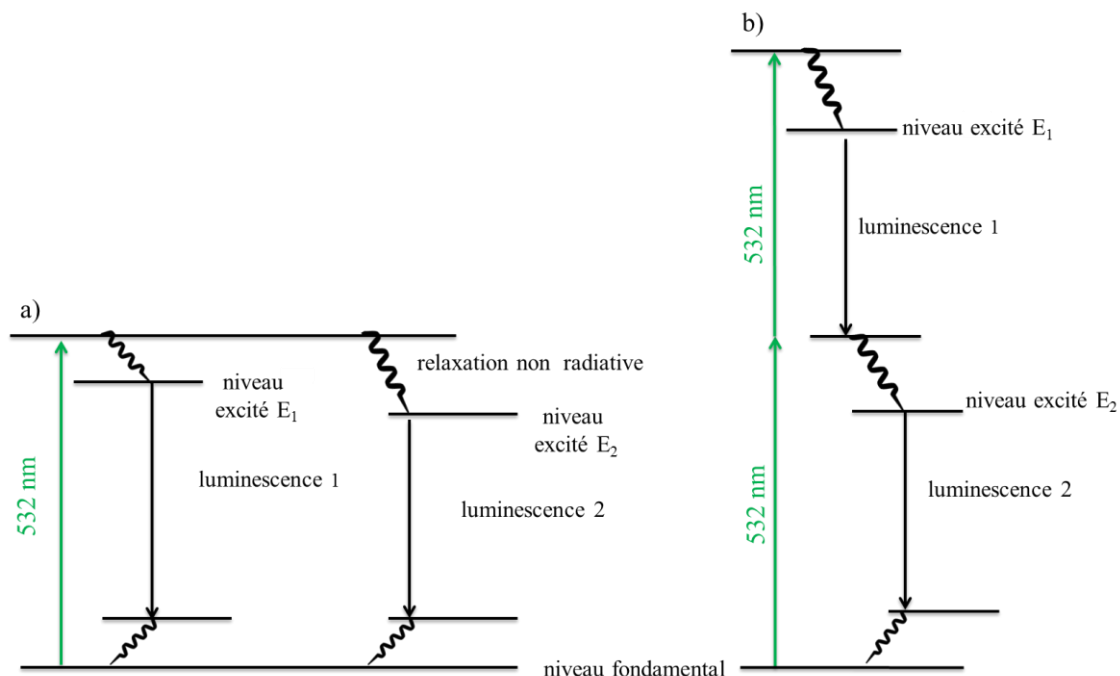 a)
532 nm
niveau
excité E₁
luminescence 1
relaxation non radiative
niveau
excité E₂
luminescence 2
niveau fondamental
b)
532 nm
532 nm
niveau excité E₁
luminescence 1
niveau excité E₂
luminescence 2